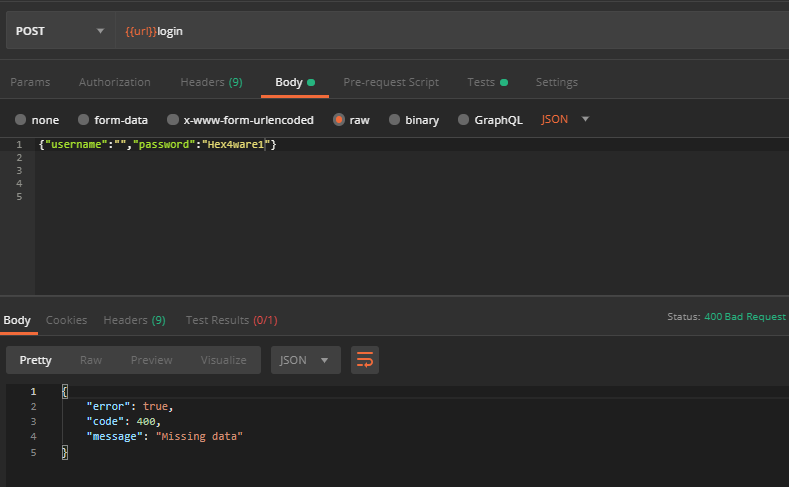 POST {{url}}login
Params Authorization Headers (9) Body Pre-request Script Tests Settings
none form-data x-www-form-urlencoded raw binary GraphQL JSON
1 {"username":"","password":"Hex4ware1"}
2
3
4
5
Body Cookies Headers (9) Test Results (0/1) Status: 400 Bad Request
Pretty Raw Preview Visualize JSON
1 {
2 "error": true,
3 "code": 400,
4 "message": "Missing data"
5 }